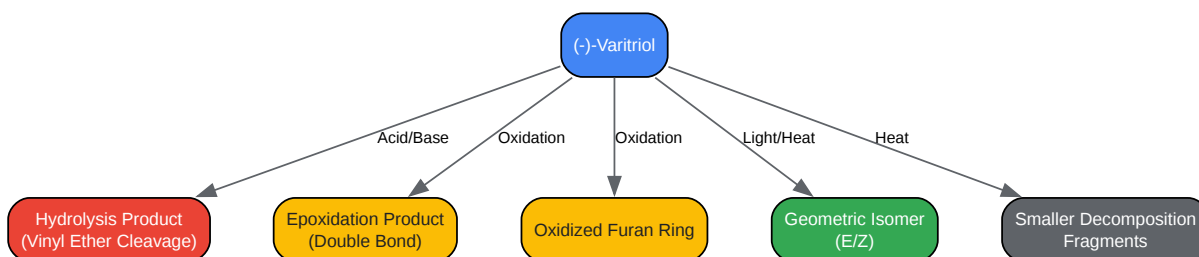 (-)-Varitriol
Acid/Base
Oxidation
Oxidation
Light/Heat
Heat
Hydrolysis Product
(Vinyl Ether Cleavage)
Epoxidation Product
(Double Bond)
Oxidized Furan Ring
Geometric Isomer
(E/Z)
Smaller Decomposition
Fragments